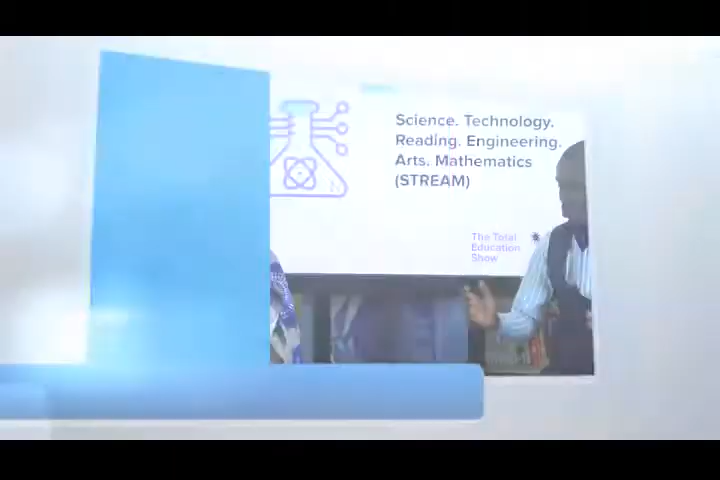 Science. Technology.
Reading. Engineering.
Arts. Mathematics
(STREAM)
The Total
Education
Show